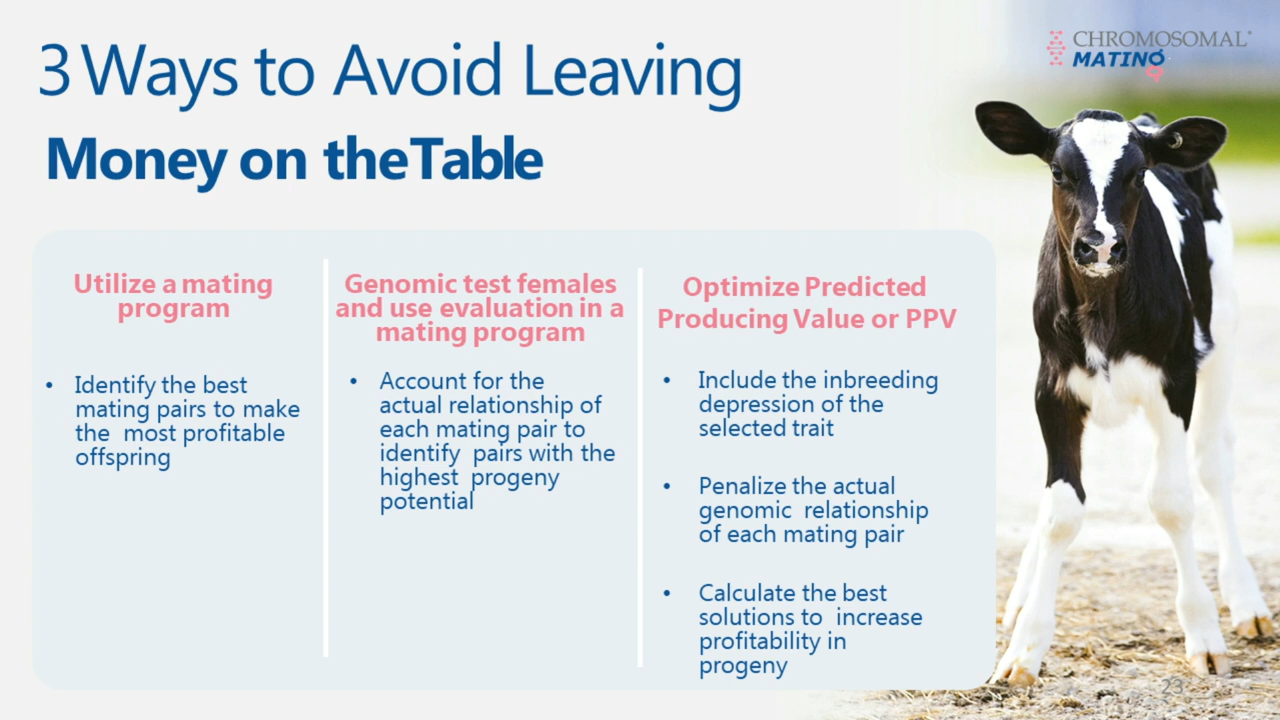 3 Ways to Avoid Leaving
Money on the Table
CHROMOSOMAL®
MATING
Utilize a mating
program
• Identify the best
mating pairs to make
the most profitable
offspring
Genomic test females
and use evaluation in a
mating program
• Account for the
actual relationship of
each mating pair to
identify pairs with the
highest progeny
potential
Optimize Predicted
Producing Value or PPV
• Include the inbreeding
depression of the
selected trait
• Penalize the actual
genomic relationship
of each mating pair
• Calculate the best
solutions to increase
profitability in
progeny
23